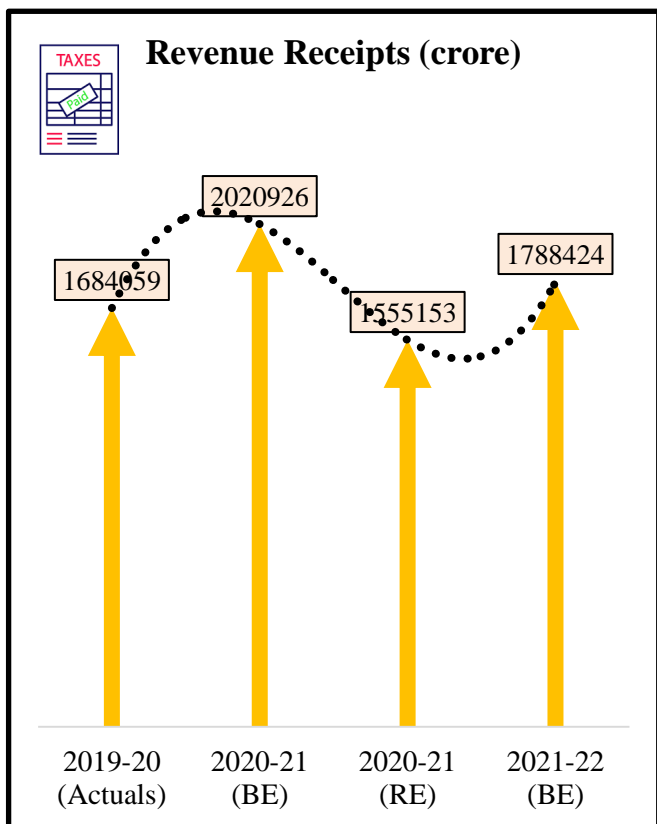 TAXES
Paid
Revenue Receipts (crore)
2020926
1788424
1684059
1555153
2019-20 2020-21 2020-21 2021-22
(Actuals) (BE) (RE) (BE)